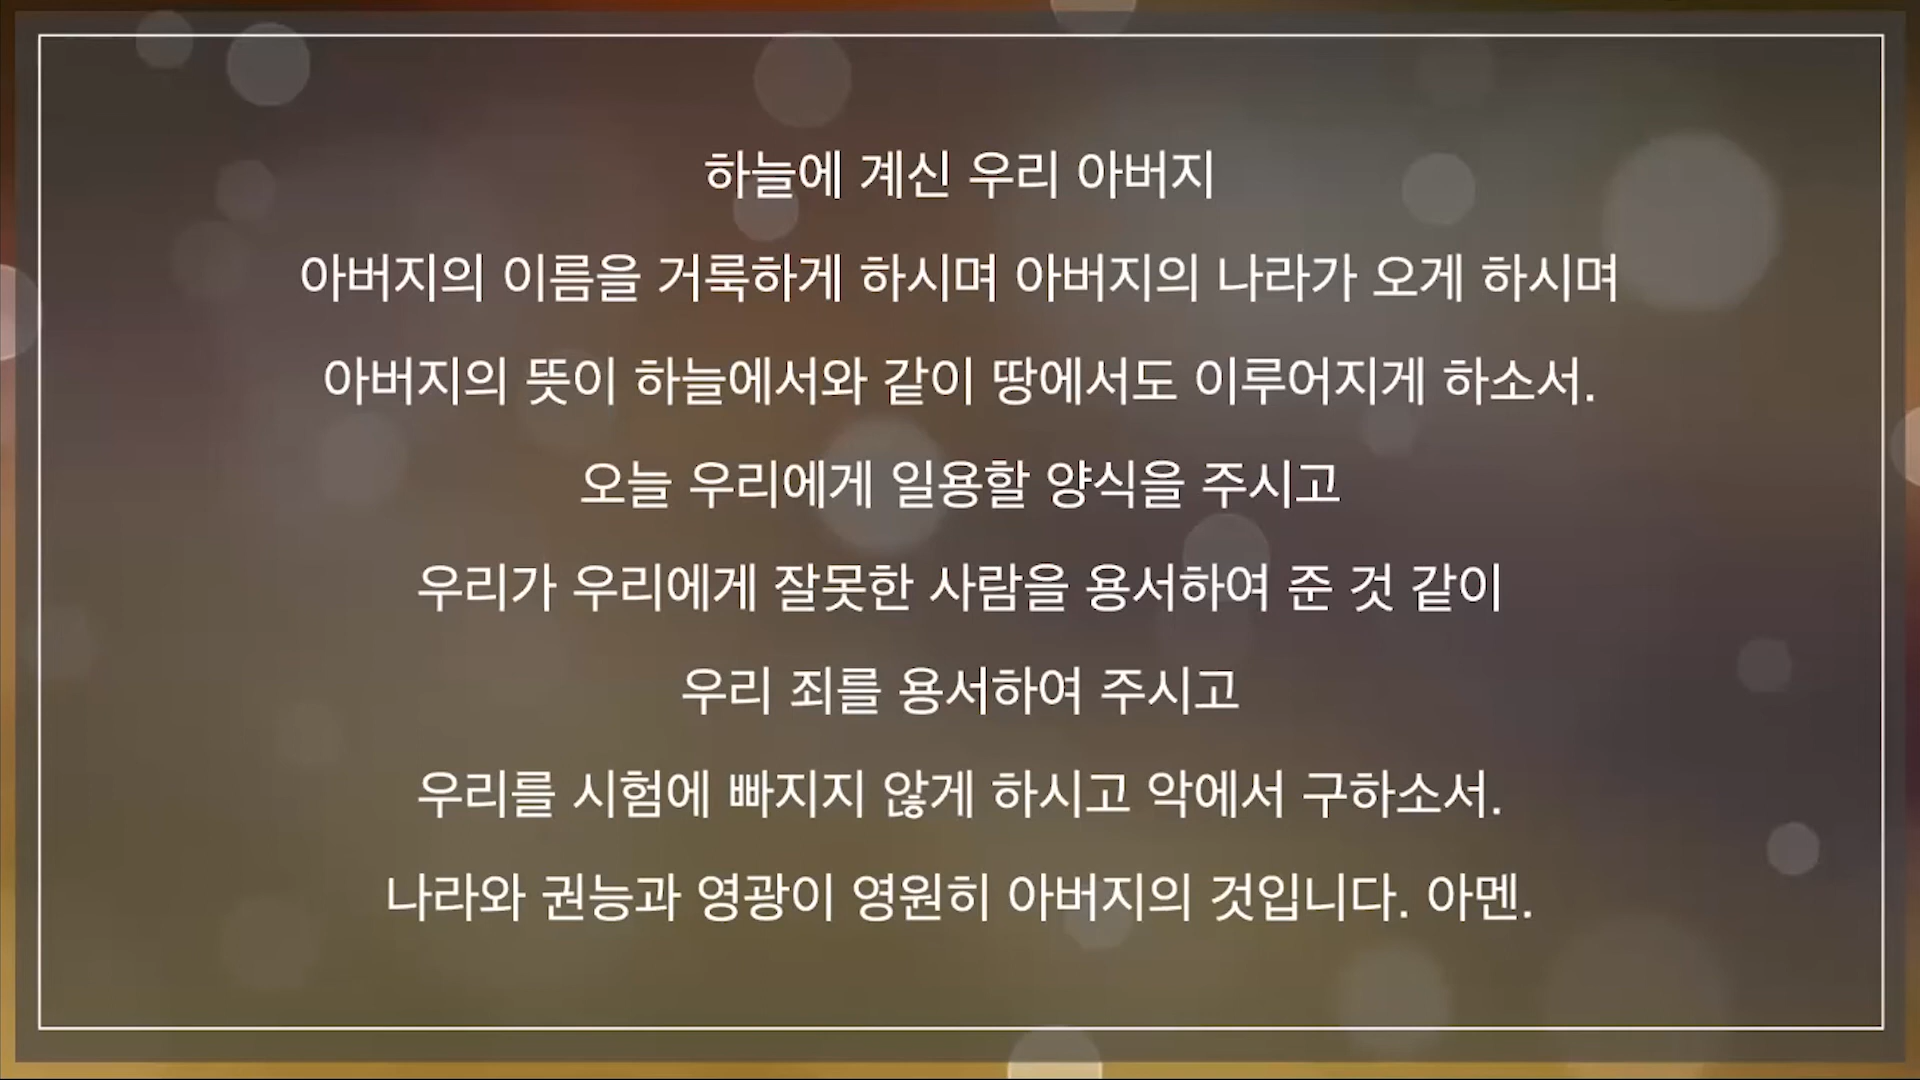 하늘에 계신 우리 아버지
아버지의 이름을 거룩하게 하시며 아버지의 나라가 오게 하시며
아버지의 뜻이 하늘에서와 같이 땅에서도 이루어지게 하소서.
오늘 우리에게 일용할 양식을 주시고
우리가 우리에게 잘못한 사람을 용서하여 준 것 같이
우리 죄를 용서하여 주시고
우리를 시험에 빠지지 않게 하시고 악에서 구하소서.
나라와 권능과 영광이 영원히 아버지의 것입니다. 아멘.